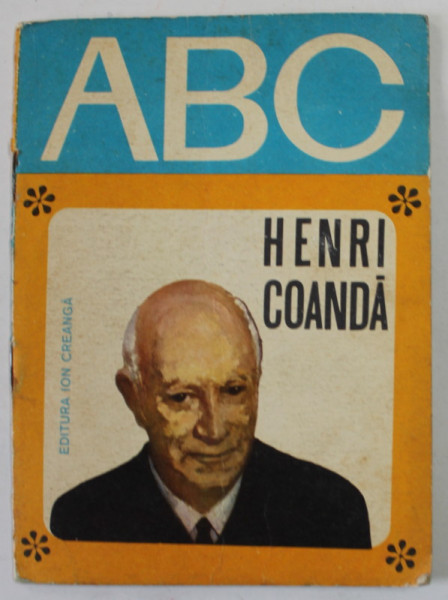 ABC
HENRI
COANDĂ
EDITURA ION CREANGĂ